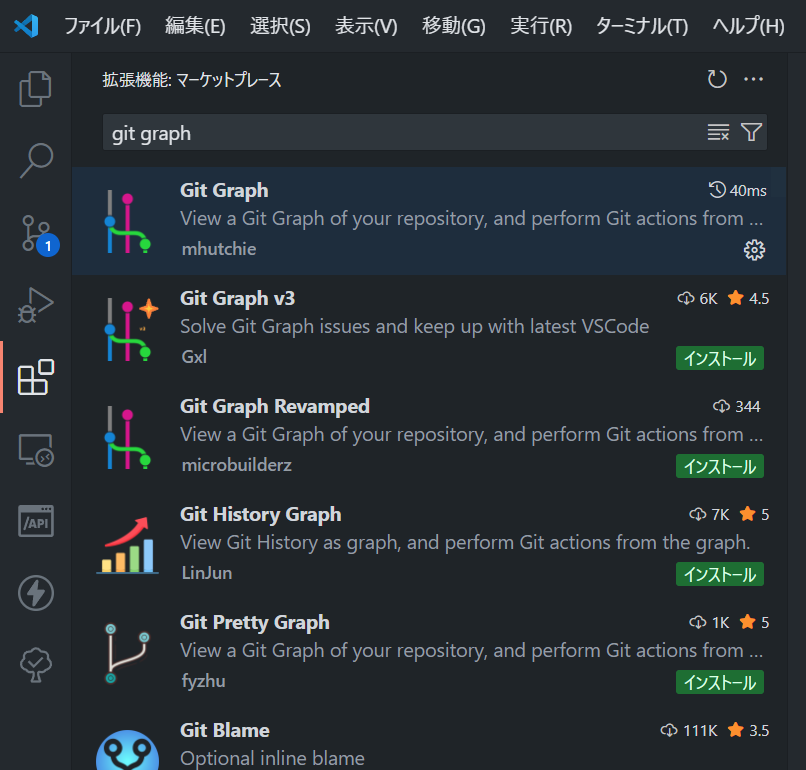 ファイル(F) 編集(E) 選択(S) 表示(V) 移動(G) 実行(R) ターミナル(T) ヘルプ(H)
拡張機能: マーケットプレース
git graph
Git Graph 40ms
View a Git Graph of your repository, and perform Git actions from ...
mhutchie
1
Git Graph v3 6K 4.5
Solve Git Graph issues and keep up with latest VSCode
Gxl インストール
Git Graph Revamped 344
View a Git Graph of your repository, and perform Git actions from ...
microbuilderz インストール
Git History Graph 7K 5
/API
View Git History as graph, and perform Git actions from the graph.
LinJun インストール
Git Pretty Graph 1K 5
View a Git Graph of your repository, and perform Git actions from ...
fyzhu インストール
Git Blame 111K 3.5
Optional inline blame